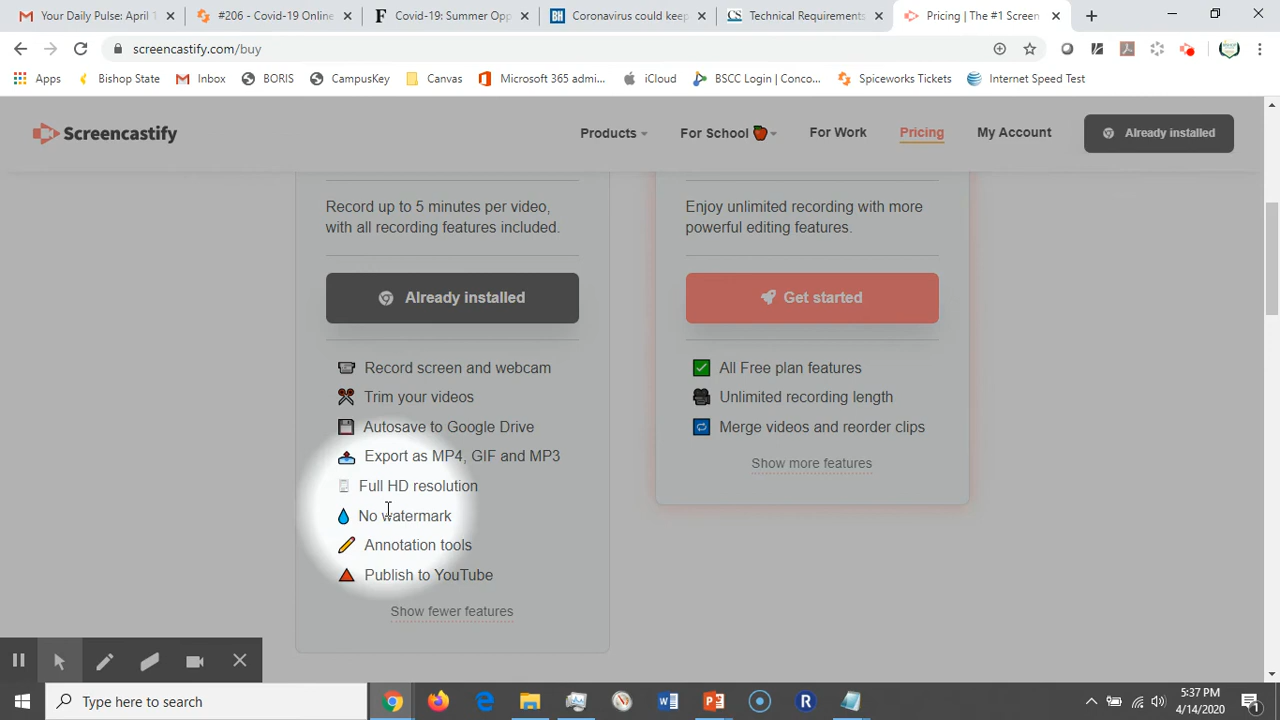 Your Daily Pulse: April 1
#206 - Covid-19 Online
Covid-19: Summer Opp
Coronavirus could keep
Technical Requirements
Pricing | The #1 Screen
screencastify.com/buy
Apps
Bishop State
Inbox
BORIS
CampusKey
Canvas
Microsoft 365 admi...
iCloud
BSCC Login | Conco...
Spiceworks Tickets
Internet Speed Test
Screencastify
Products
For School
For Work
Pricing
My Account
Already installed
Record up to 5 minutes per video,
with all recording features included.
Already installed
Record screen and webcam
Trim your videos
Autosave to Google Drive
Export as MP4, GIF and MP3
Full HD resolution
No watermark
Annotation tools
Publish to YouTube
Show fewer features
Enjoy unlimited recording with more
powerful editing features.
Get started
All Free plan features
Unlimited recording length
Merge videos and reorder clips
Show more features
Type here to search
5:37 PM
4/14/2020